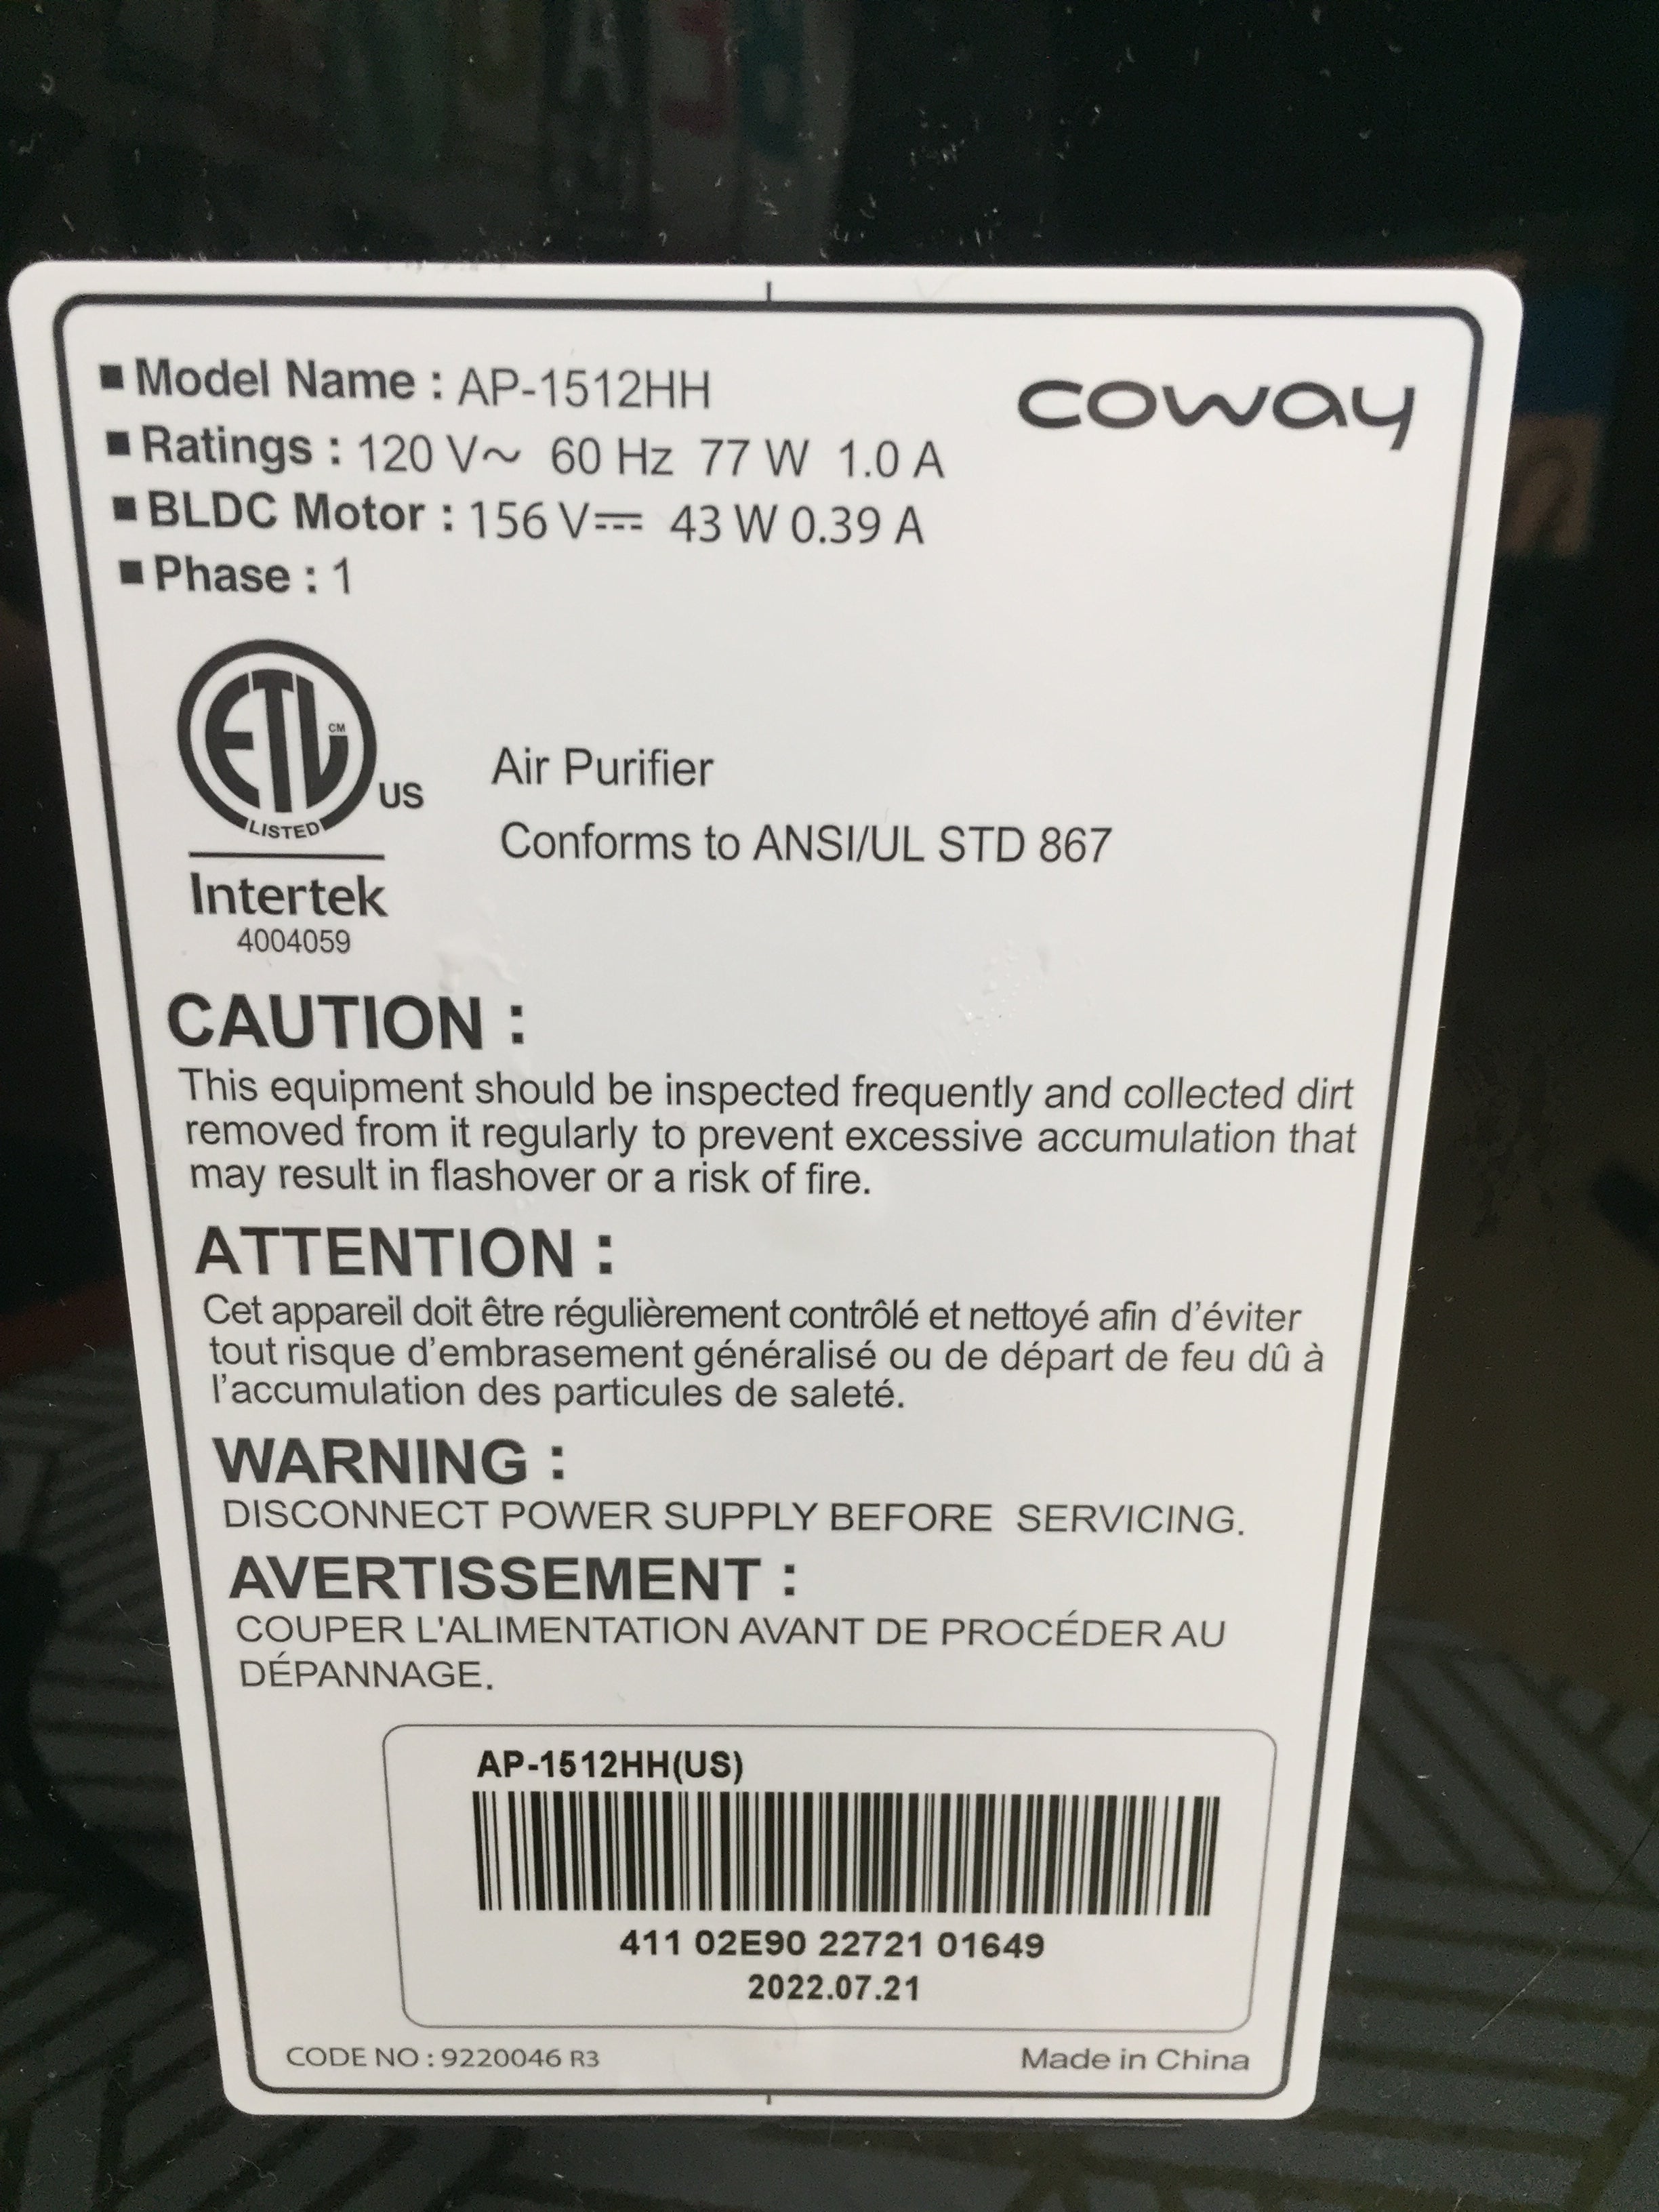 ■ Model Name : AP-1512HH
coway
■ Ratings : 120 V~ 60 Hz 77 W 1.0 A
■ BLDC Motor : 156 V⎓ 43 W 0.39 A
■ Phase : 1
ETL CM
US
LISTED
Intertek
4004059
Air Purifier
Conforms to ANSI/UL STD 867
CAUTION :
This equipment should be inspected frequently and collected dirt
removed from it regularly to prevent excessive accumulation that
may result in flashover or a risk of fire.
ATTENTION :
Cet appareil doit être régulièrement contrôlé et nettoyé afin d'éviter
tout risque d'embrasement généralisé ou de départ de feu dû à
l'accumulation des particules de saleté.
WARNING :
DISCONNECT POWER SUPPLY BEFORE SERVICING.
AVERTISSEMENT :
COUPER L'ALIMENTATION AVANT DE PROCÉDER AU
DÉPANNAGE.
AP-1512HH(US)
411 02E90 22721 01649
2022.07.21
CODE NO : 9220046 R3
Made in China